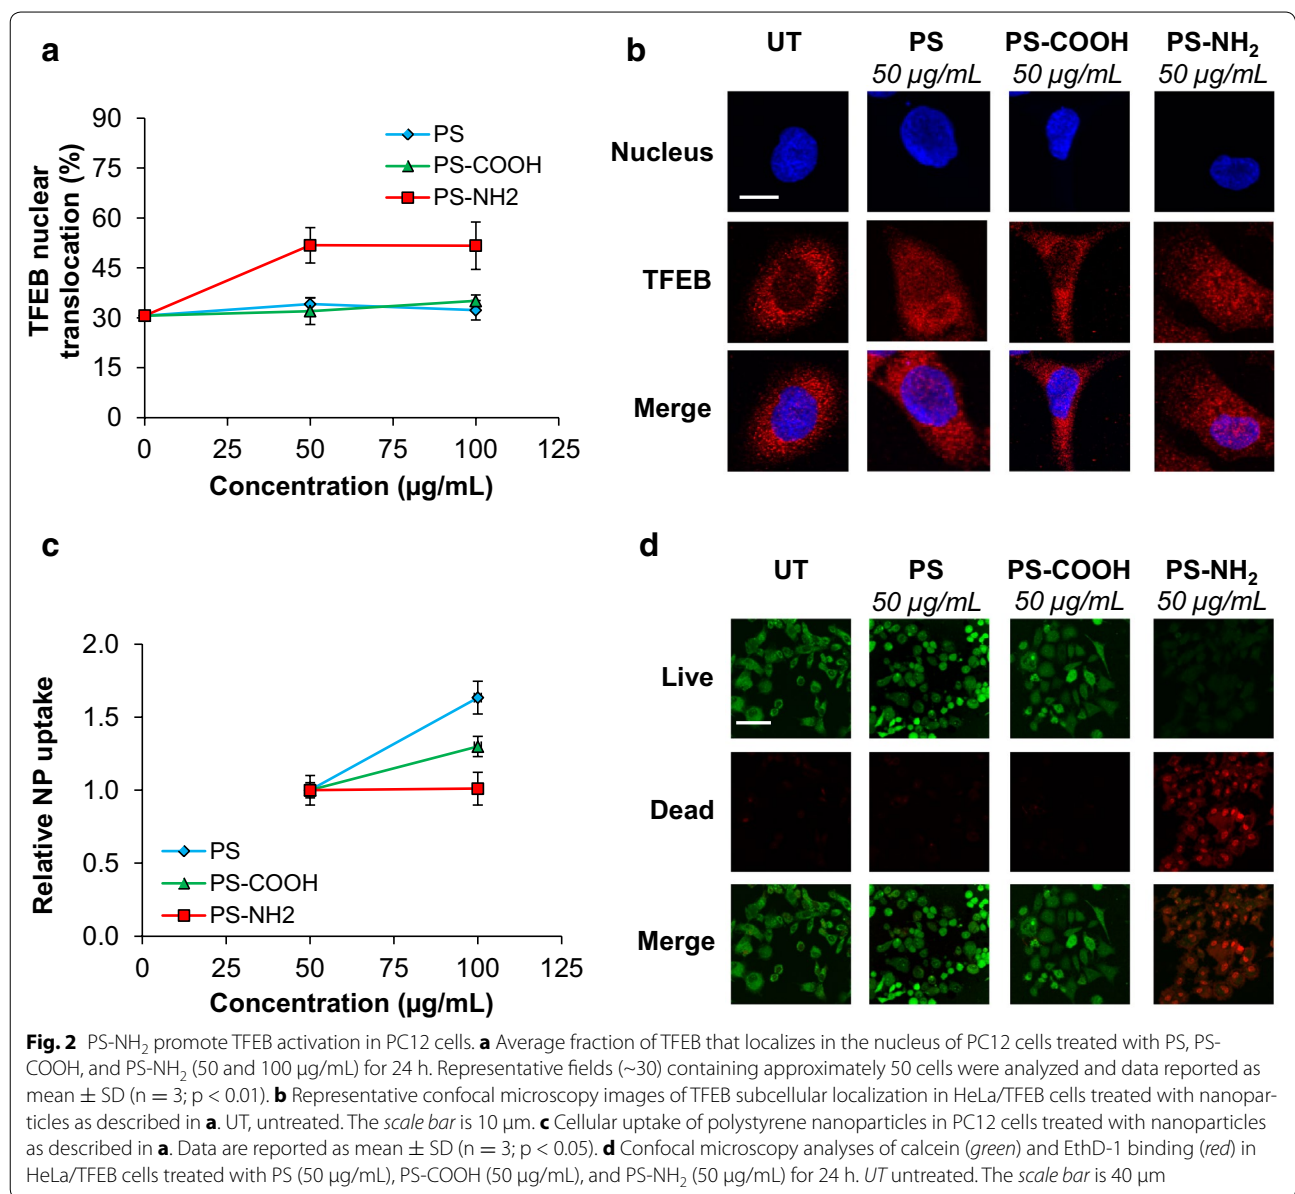 a
TFEB nuclear
translocation (%)
90
75
60
45
30
15
0
PS
PS-COOH
PS-NH2
0 25 50 75 100 125
Concentration (µg/mL)
b
UT PS PS-COOH PS-NH₂
50 µg/mL 50 µg/mL 50 µg/mL
Nucleus
TFEB
Merge
c
Relative NP uptake
2.0
1.5
1.0
0.5
0.0
PS
PS-COOH
PS-NH2
0 25 50 75 100 125
Concentration (µg/mL)
d
UT PS PS-COOH PS-NH₂
50 µg/mL 50 µg/mL 50 µg/mL
Live
Dead
Merge
Fig. 2 PS-NH₂ promote TFEB activation in PC12 cells. a Average fraction of TFEB that localizes in the nucleus of PC12 cells treated with PS, PS-
COOH, and PS-NH₂ (50 and 100 µg/mL) for 24 h. Representative fields (~30) containing approximately 50 cells were analyzed and data reported as
mean ± SD (n = 3; p < 0.01). b Representative confocal microscopy images of TFEB subcellular localization in HeLa/TFEB cells treated with nanopar-
ticles as described in a. UT, untreated. The scale bar is 10 µm. c Cellular uptake of polystyrene nanoparticles in PC12 cells treated with nanoparticles
as described in a. Data are reported as mean ± SD (n = 3; p < 0.05). d Confocal microscopy analyses of calcein (green) and EthD-1 binding (red) in
HeLa/TFEB cells treated with PS (50 µg/mL), PS-COOH (50 µg/mL), and PS-NH₂ (50 µg/mL) for 24 h. UT untreated. The scale bar is 40 µm